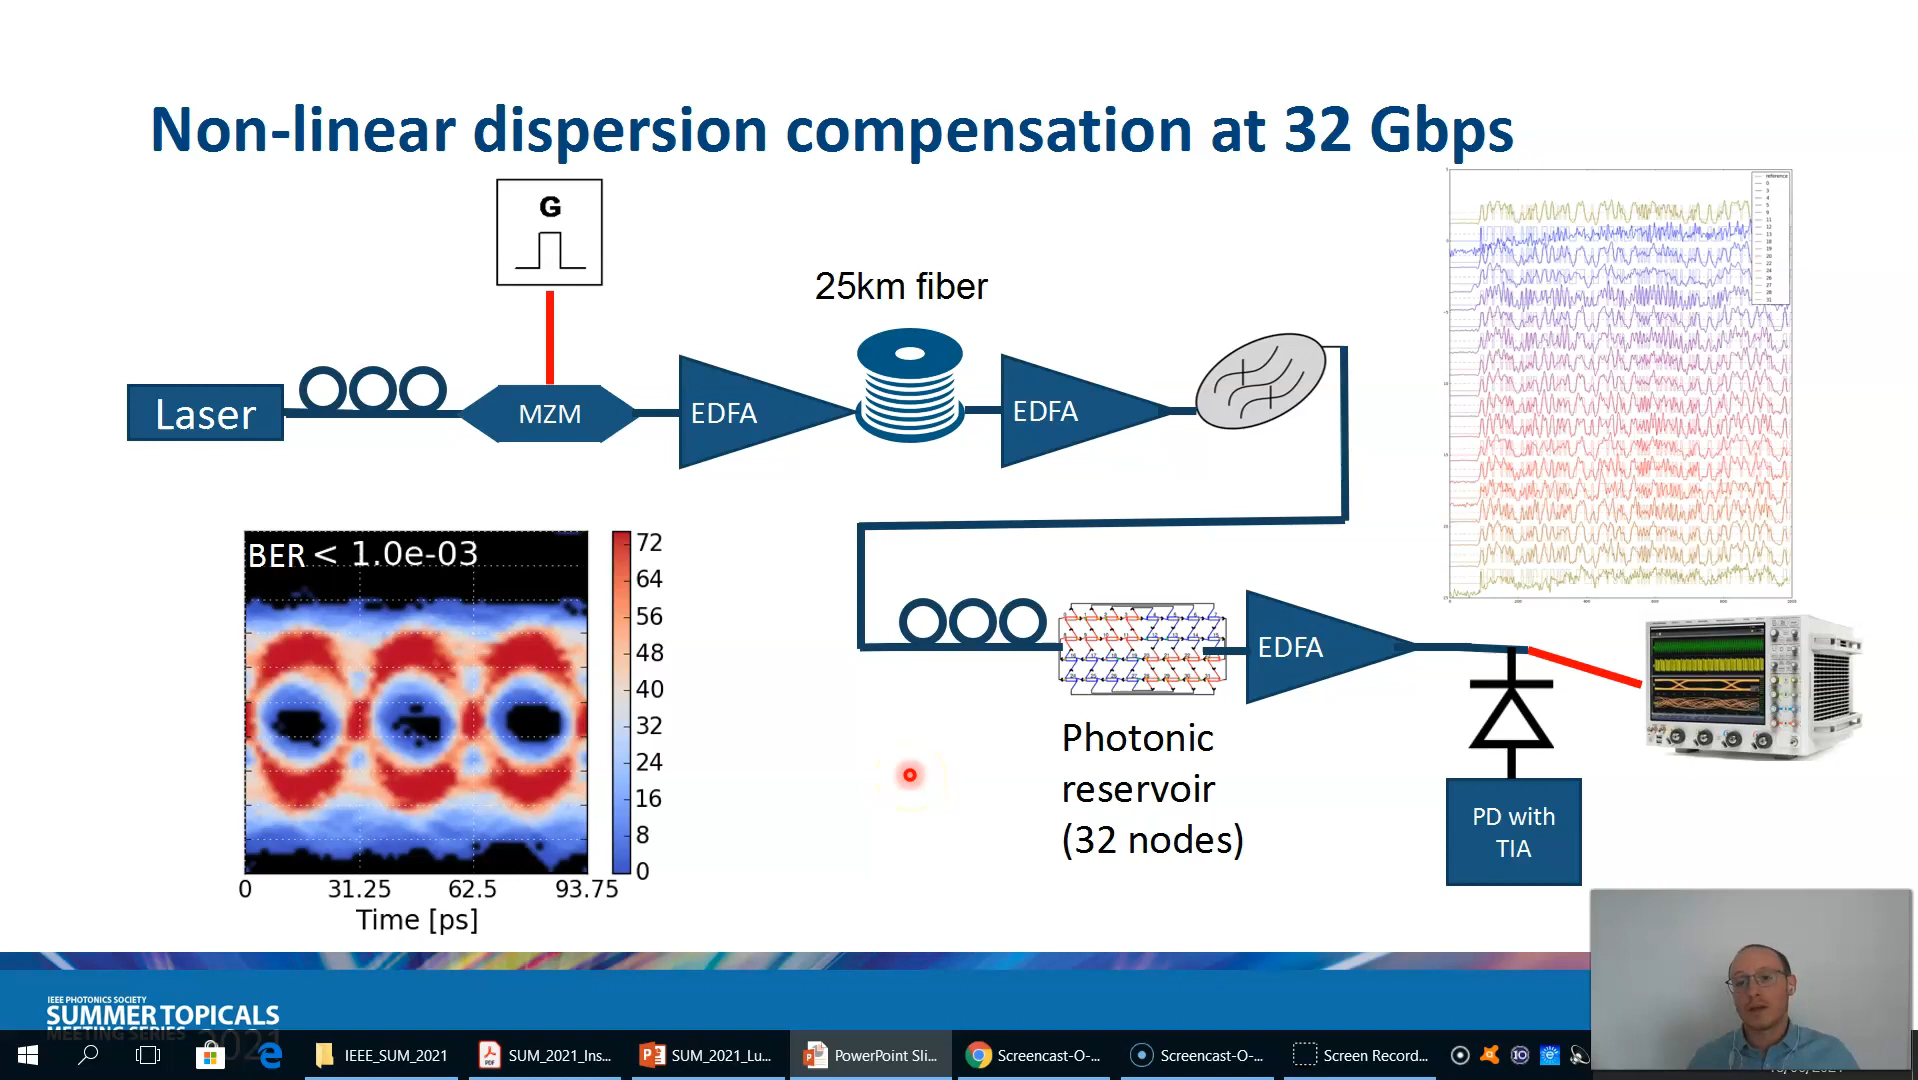 Non-linear dispersion compensation at 32 Gbps
G
25km fiber
Laser
MZM
EDFA
EDFA
BER < 1.0e-03
72
64
56
48
40
32
24
16
8
0
0 31.25 62.5 93.75
Time [ps]
EDFA
Photonic
reservoir
(32 nodes)
PD with
TIA
reference
IEEE PHOTONICS SOCIETY
SUMMER TOPICALS
MEETING SERIES
IEEE_SUM_2021
SUM_2021_Ins...
SUM_2021_Lu...
PowerPoint Sli...
Screencast-O-...
Screencast-O-...
Screen Record...